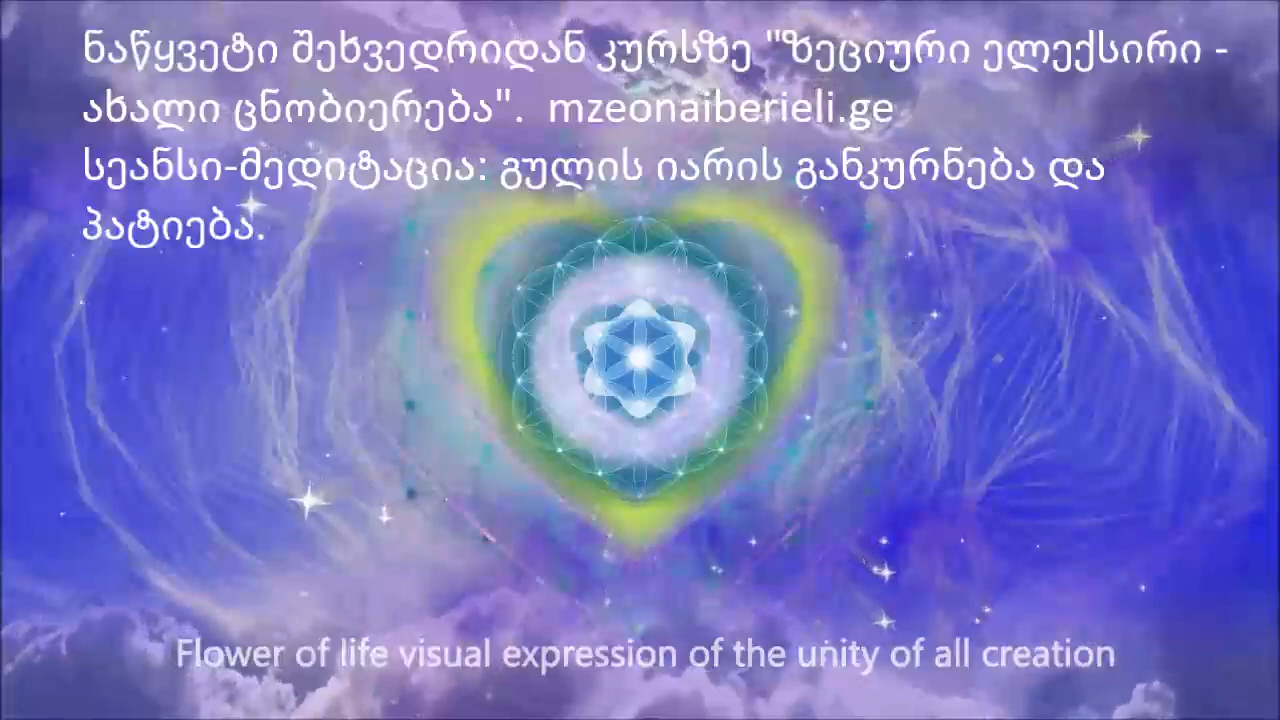 ნაწყვეტი შეხვედრიდან კურსზე "ზეციური ელექსირი -
ახალი ცნობიერება".  mzeonaiberieli.ge
სეანსი-მედიტაცია: გულის იარის განკურნება და
პატიება.
Flower of life visual expression of the unity of all creation